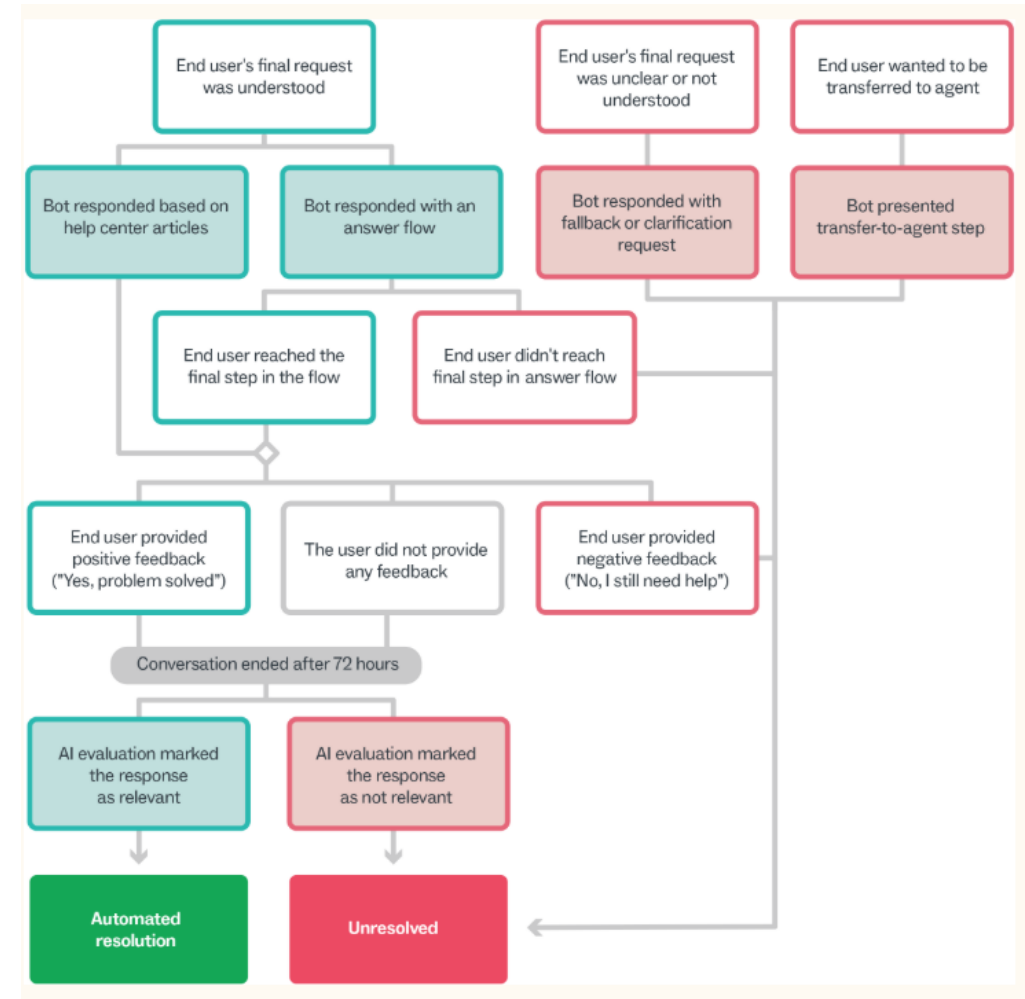 End user's final request
was understood
End user's final request
was unclear or not
understood
End user wanted to be
transferred to agent
Bot responded based on
help center articles
Bot responded with an
answer flow
Bot responded with
fallback or clarification
request
Bot presented
transfer-to-agent step
End user reached the
final step in the flow
End user didn't reach
final step in answer flow
End user provided
positive feedback
("Yes, problem solved")
The user did not provide
any feedback
End user provided
negative feedback
("No, I still need help")
Conversation ended after 72 hours
AI evaluation marked
the response
as relevant
AI evaluation marked
the response
as not relevant
Automated
resolution
Unresolved